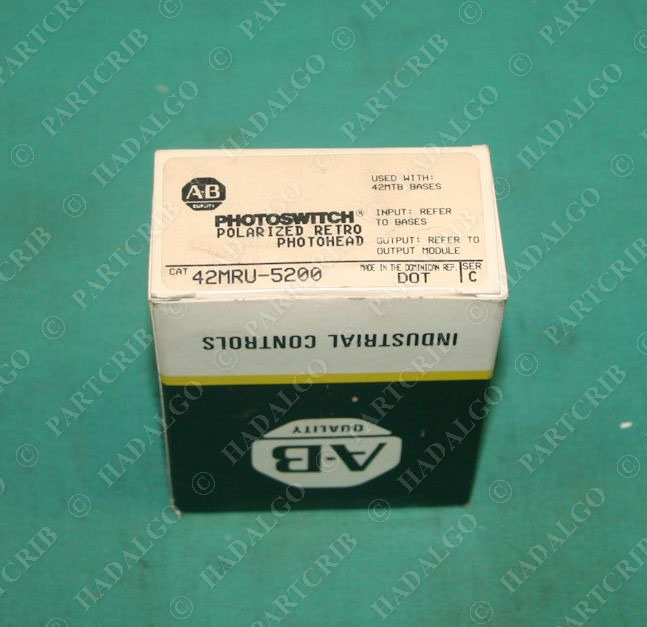 A-B
QUALITY
PHOTOSWITCH®
POLARIZED RETRO
PHOTOHEAD
USED WITH:
42MTB BASES
INPUT: REFER
TO BASES
OUTPUT: REFER TO
OUTPUT MODULE
CAT 42MRU-5200
MADE IN THE DOMINICAN REP.
DOT
SER
C
INDUSTRIAL CONTROLS
A-B
QUALITY
© PARTCRIB
© HADALGO